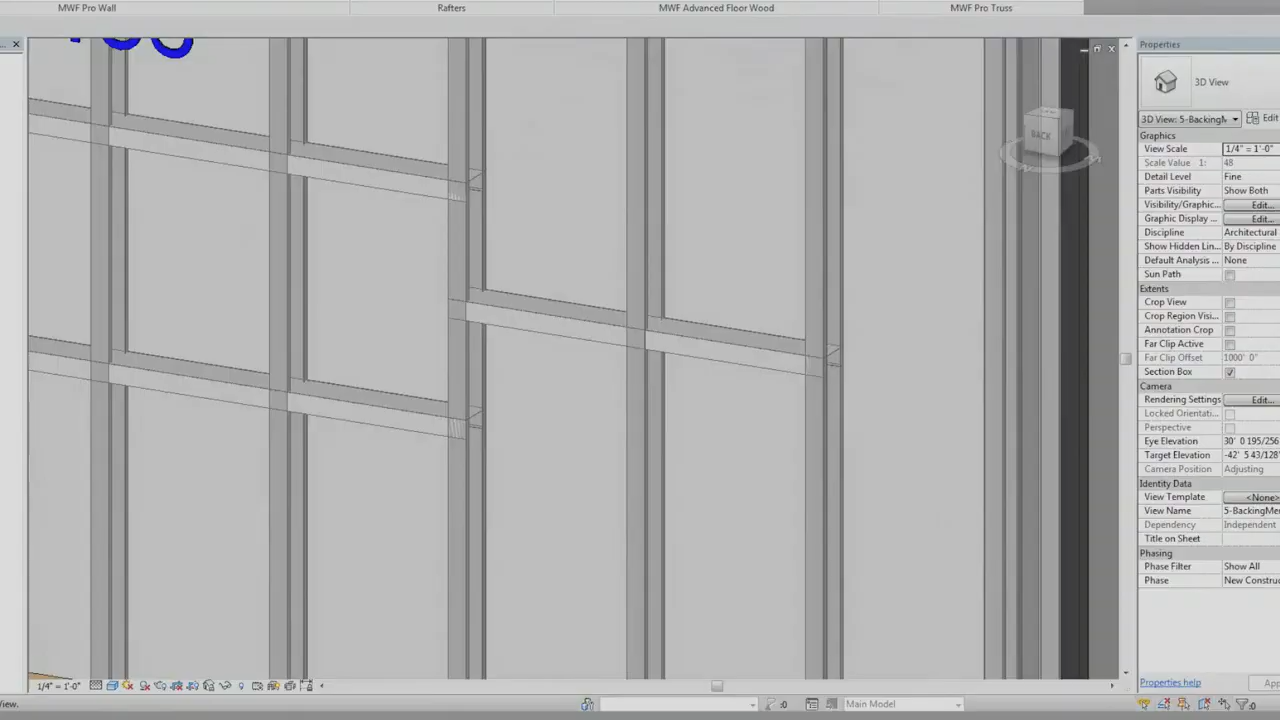 MWF Pro Wall
Rafters
MWF Advanced Floor Wood
MWF Pro Truss
Properties
3D View
3D View: 5-BackingM
Edit
Graphics
View Scale 1/4" = 1'-0"
Scale Value 1: 48
Detail Level Fine
Parts Visibility Show Both
Visibility/Graphic... Edit...
Graphic Display ... Edit...
Discipline Architectural
Show Hidden Lin... By Discipline
Default Analysis ... None
Sun Path
Extents
Crop View
Crop Region Visi...
Annotation Crop
Far Clip Active
Far Clip Offset 1000' 0"
Section Box
Camera
Rendering Settings Edit...
Locked Orientati...
Perspective
Eye Elevation 30' 0 195/256
Target Elevation -42' 5 43/128"
Camera Position Adjusting
Identity Data
View Template <None>
View Name 5-BackingMe
Dependency Independent
Title on Sheet
Phasing
Phase Filter Show All
Phase New Constru
Properties help
App
BACK
1/4" = 1'-0"
View.
:0
Main Model
:0